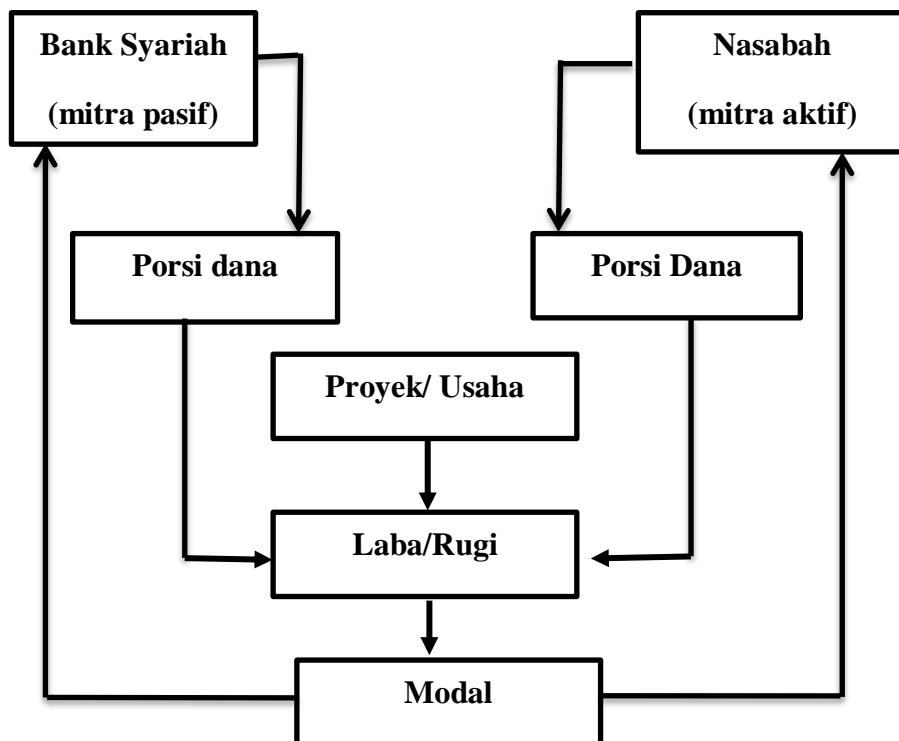 Bank Syariah
(mitra pasif)
Nasabah
(mitra aktif)
Porsi dana
Porsi Dana
Proyek/ Usaha
Laba/Rugi
Modal